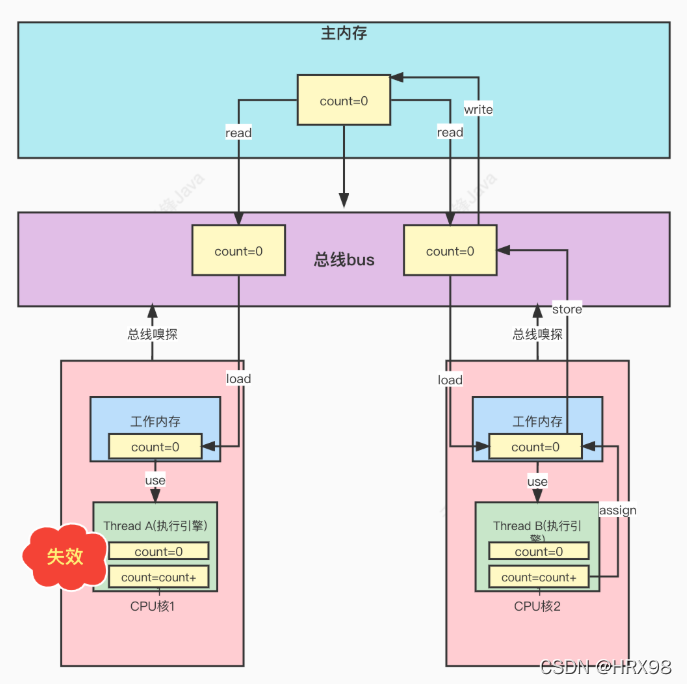 主内存
count=0
write
read
read
Java
Java
count=0
总线bus
count=0
store
总线嗅探
总线嗅探
load
load
工作内存
工作内存
count=0
count=0
use
use
assign
Thread A(执行引擎)
Thread B(执行引
擎)
失效
count=0
count=0
count=count+
count=count+
CPU核1
CPU核2
CSDN @HRX98